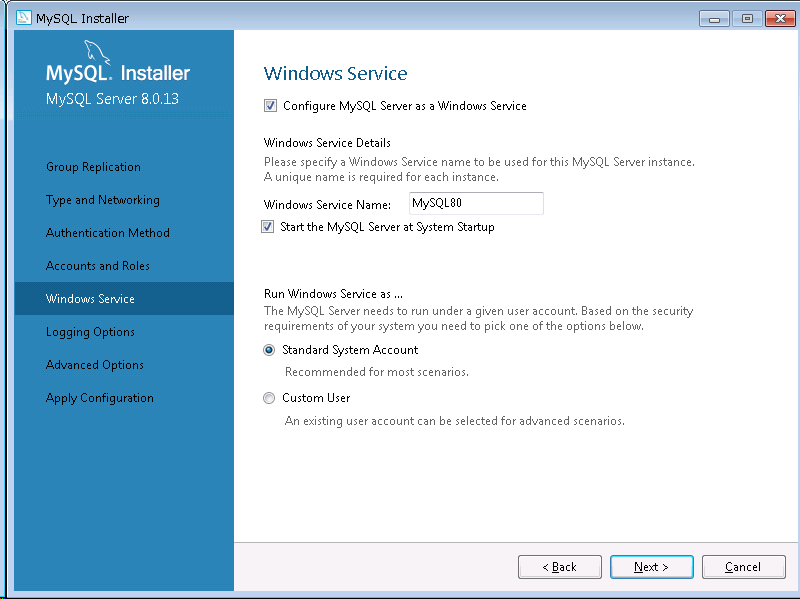 MySQL Installer
MySQL. Installer
MySQL Server 8.0.13
Group Replication
Type and Networking
Authentication Method
Accounts and Roles
Windows Service
Logging Options
Advanced Options
Apply Configuration
Windows Service
Configure MySQL Server as a Windows Service
Windows Service Details
Please specify a Windows Service name to be used for this MySQL Server instance.
A unique name is required for each instance.
Windows Service Name: MySQL80
Start the MySQL Server at System Startup
Run Windows Service as ...
The MySQL Server needs to run under a given user account. Based on the security
requirements of your system you need to pick one of the options below.
Standard System Account
Recommended for most scenarios.
Custom User
An existing user account can be selected for advanced scenarios.
< Back Next > Cancel